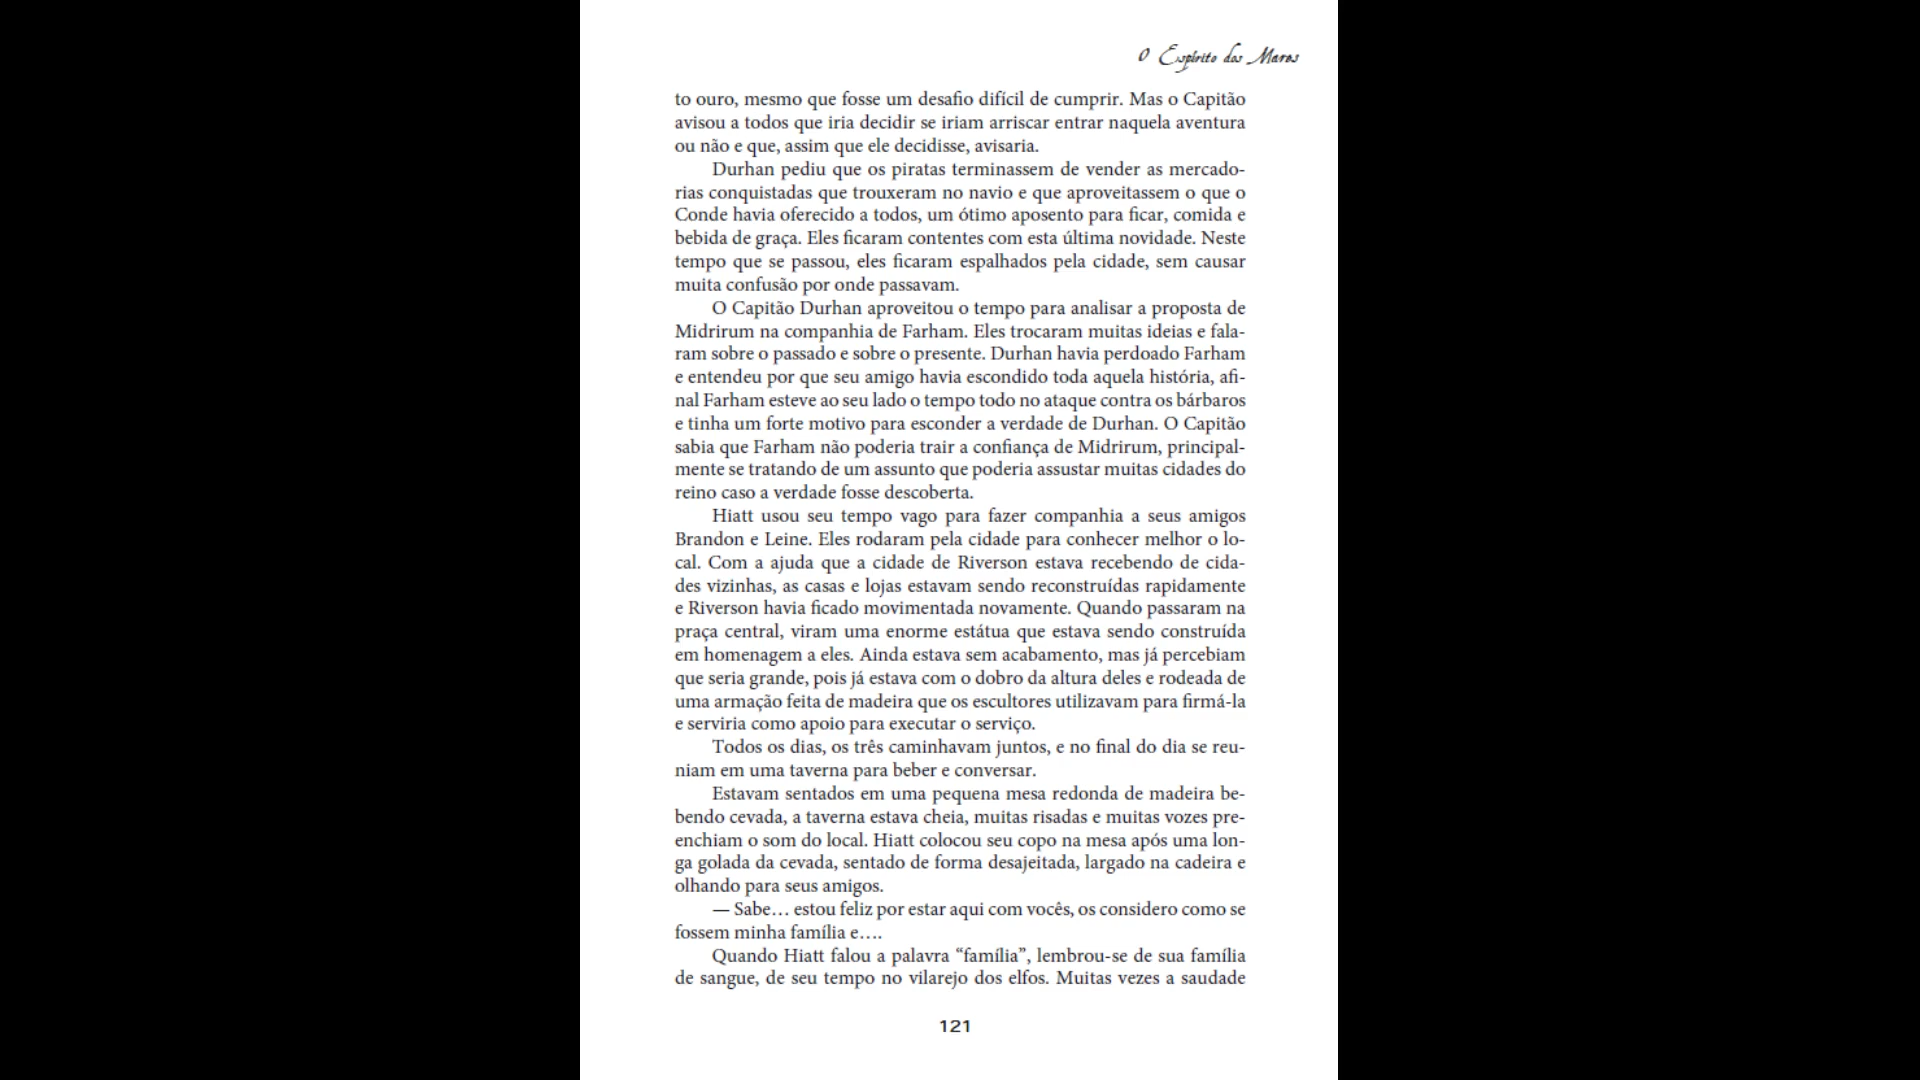 O Espírito dos Mares
to ouro, mesmo que fosse um desafio difícil de cumprir. Mas o Capitão
avisou a todos que iria decidir se iriam arriscar entrar naquela aventura
ou não e que, assim que ele decidisse, avisaria.
Durhan pediu que os piratas terminassem de vender as mercado-
rias conquistadas que trouxeram no navio e que aproveitassem o que o
Conde havia oferecido a todos, um ótimo aposento para ficar, comida e
bebida de graça. Eles ficaram contentes com esta última novidade. Neste
tempo que se passou, eles ficaram espalhados pela cidade, sem causar
muita confusão por onde passavam.
O Capitão Durhan aproveitou o tempo para analisar a proposta de
Midrirum na companhia de Farham. Eles trocaram muitas ideias e fala-
ram sobre o passado e sobre o presente. Durhan havia perdoado Farham
e entendeu por que seu amigo havia escondido toda aquela história, afi-
nal Farham esteve ao seu lado o tempo todo no ataque contra os bárbaros
e tinha um forte motivo para esconder a verdade de Durhan. O Capitão
sabia que Farham não poderia trair a confiança de Midrirum, principal-
mente se tratando de um assunto que poderia assustar muitas cidades do
reino caso a verdade fosse descoberta.
Hiatt usou seu tempo vago para fazer companhia a seus amigos
Brandon e Leine. Eles rodaram pela cidade para conhecer melhor o lo-
cal. Com a ajuda que a cidade de Riverson estava recebendo de cida-
des vizinhas, as casas e lojas estavam sendo reconstruídas rapidamente
e Riverson havia ficado movimentada novamente. Quando passaram na
praça central, viram uma enorme estátua que estava sendo construída
em homenagem a eles. Ainda estava sem acabamento, mas já percebiam
que seria grande, pois já estava com o dobro da altura deles e rodeada de
uma armação feita de madeira que os escultores utilizavam para firmá-la
e serviria como apoio para executar o serviço.
Todos os dias, os três caminhavam juntos, e no final do dia se reu-
niam em uma taverna para beber e conversar.
Estavam sentados em uma pequena mesa redonda de madeira be-
bendo cevada, a taverna estava cheia, muitas risadas e muitas vozes pre-
enchiam o som do local. Hiatt colocou seu copo na mesa após uma lon-
ga golada da cevada, sentado de forma desajeitada, largado na cadeira e
olhando para seus amigos.
— Sabe… estou feliz por estar aqui com vocês, os considero como se
fossem minha família e….
Quando Hiatt falou a palavra “família”, lembrou-se de sua família
de sangue, de seu tempo no vilarejo dos elfos. Muitas vezes a saudade
121